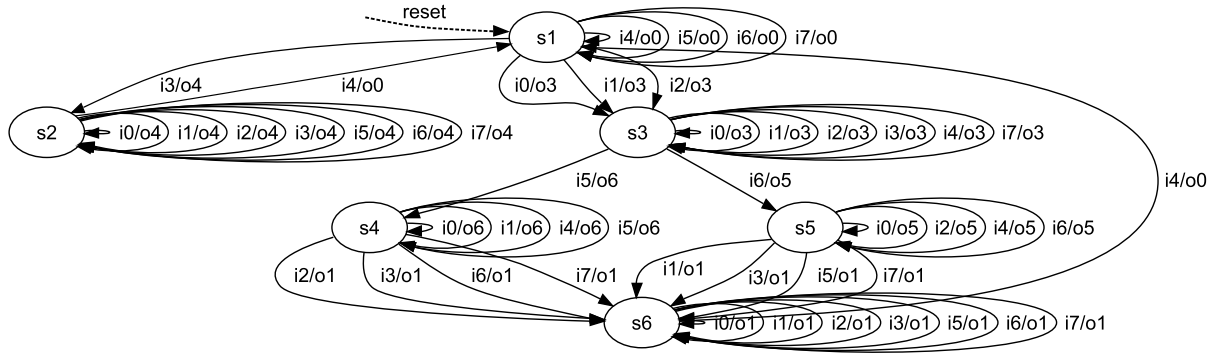 reset
s1
i4/o0
i5/o0
i6/o0
i7/o0
i3/o4
i4/o0
i0/o3
i1/o3
i2/o3
s2
i0/o4
i1/o4
i2/o4
i3/o4
i5/o4
i6/o4
i7/o4
s3
i0/o3
i1/o3
i2/o3
i3/o3
i4/o3
i7/o3
i5/o6
i6/o5
i4/o0
s4
i0/o6
i1/o6
i4/o6
i5/o6
s5
i0/o5
i2/o5
i4/o5
i6/o5
i2/o1
i3/o1
i6/o1
i7/o1
i1/o1
i3/o1
i5/o1
i7/o1
s6
i0/o1
i1/o1
i2/o1
i3/o1
i5/o1
i6/o1
i7/o1